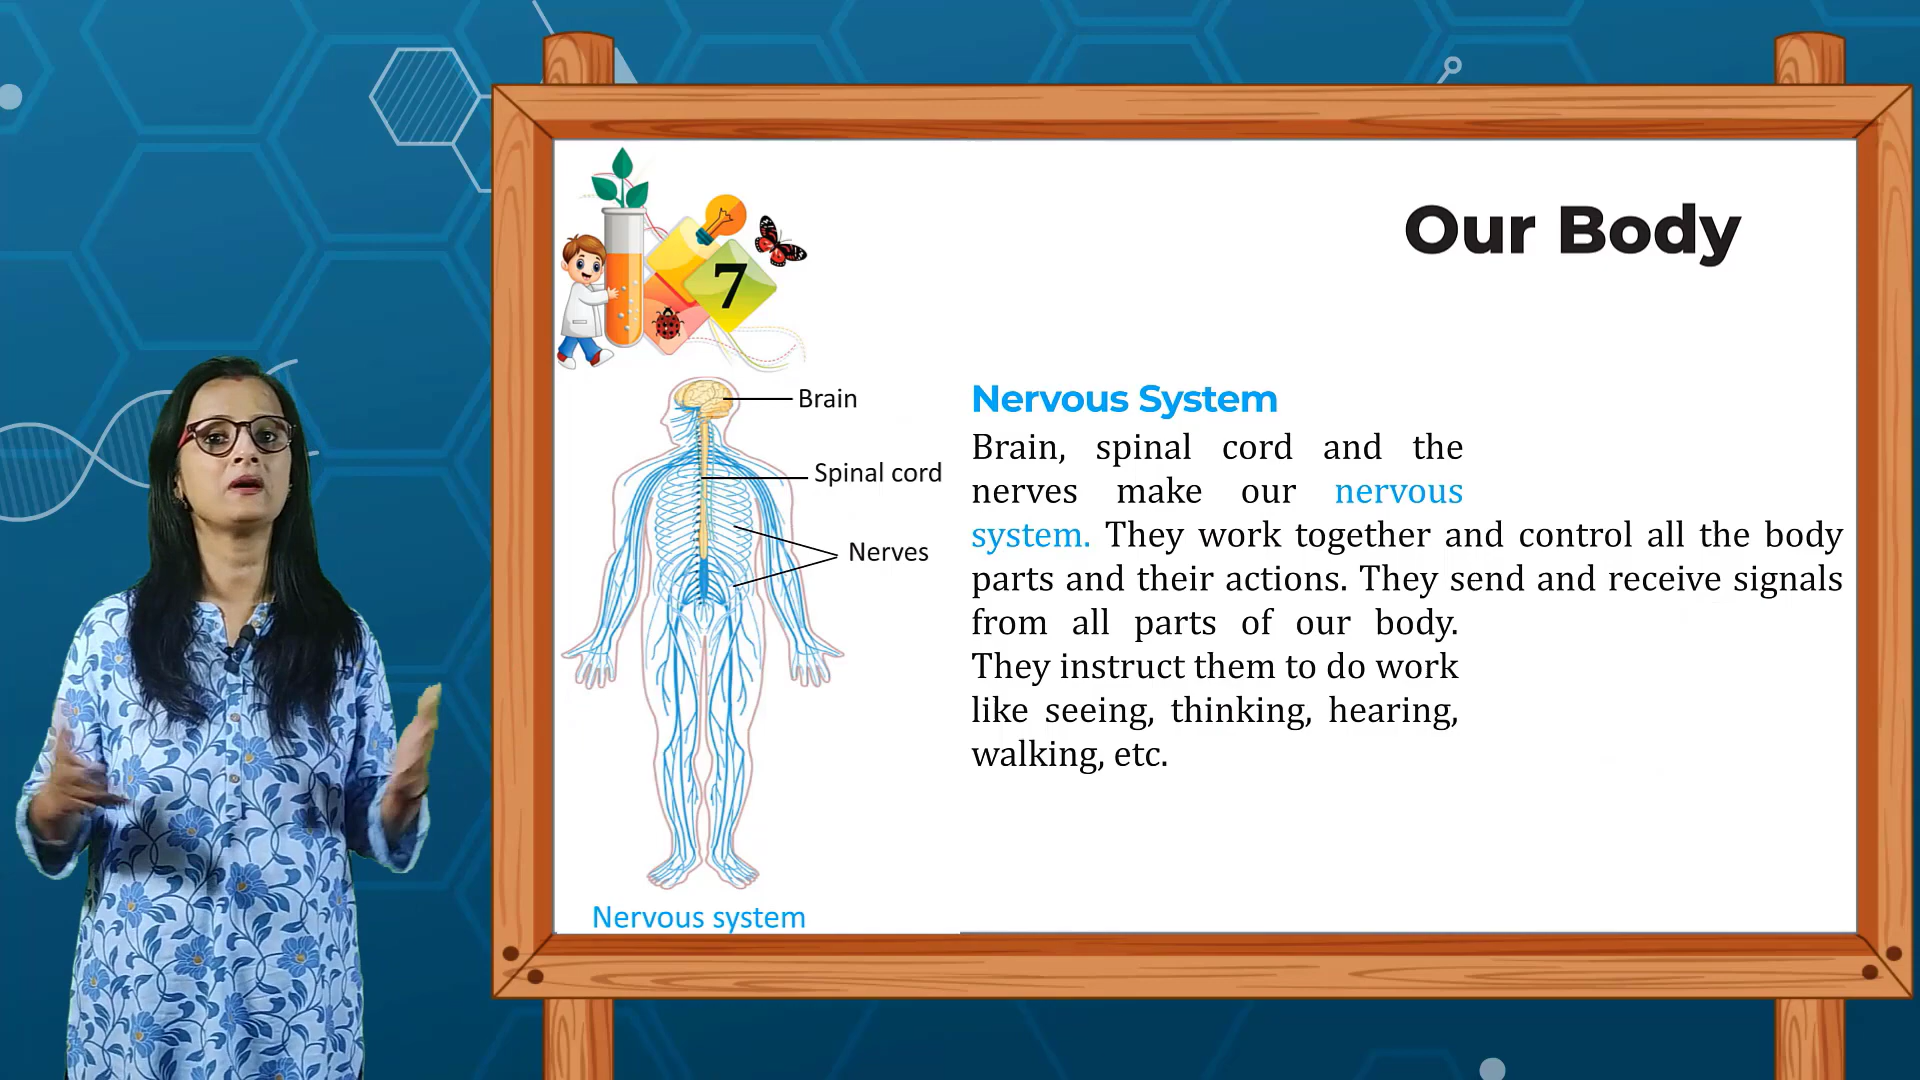 7
Our Body
Brain
Spinal cord
Nerves
Nervous system
Nervous System
Brain, spinal cord and the
nerves make our nervous
system. They work together and control all the body
parts and their actions. They send and receive signals
from all parts of our body.
They instruct them to do work
like seeing, thinking, hearing,
walking, etc.